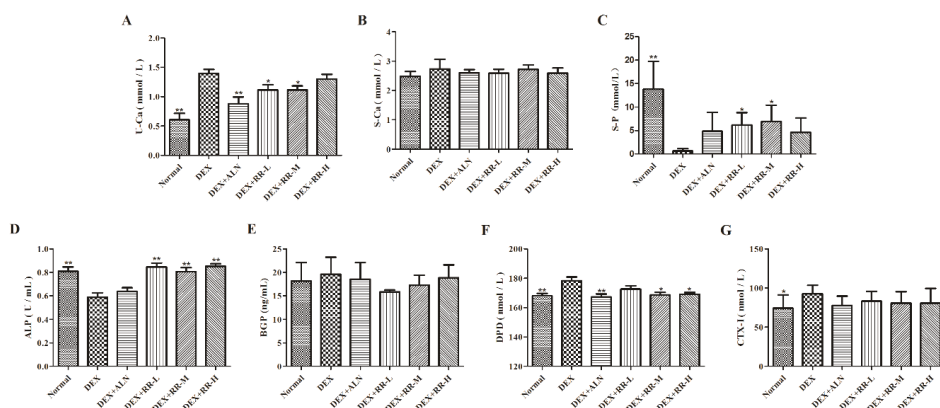 A
U-Ca ( mmol / L )
2.0
1.5
1.0
0.5
0.0
**
**
*
*
Normal
DEX
DEX+ALN
DEX+RR-L
DEX+RR-M
DEX+RR-H
B
S-Ca ( mmol / L )
4
3
2
1
0
Normal
DEX
DEX+ALN
DEX+RR-L
DEX+RR-M
DEX+RR-H
C
S-P (mmol/L)
25
20
15
10
5
0
**
*
*
Normal
DEX
DEX+ALN
DEX+RR-L
DEX+RR-M
DEX+RR-H
D
ALP ( U / mL )
1.0
0.8
0.6
0.4
0.2
0.0
**
**
**
**
Normal
DEX
DEX+ALN
DEX+RR-L
DEX+RR-M
DEX+RR-H
E
BGP (ng/mL)
25
20
15
10
5
0
Normal
DEX
DEX+ALN
DEX+RR-L
DEX+RR-M
DEX+RR-H
F
DPD ( nmol / L )
200
180
160
140
120
**
**
*
*
Normal
DEX
DEX+ALN
DEX+RR-L
DEX+RR-M
DEX+RR-H
G
CTX-I ( nmol / L )
150
100
50
0
*
Normal
DEX
DEX+ALN
DEX+RR-L
DEX+RR-M
DEX+RR-H